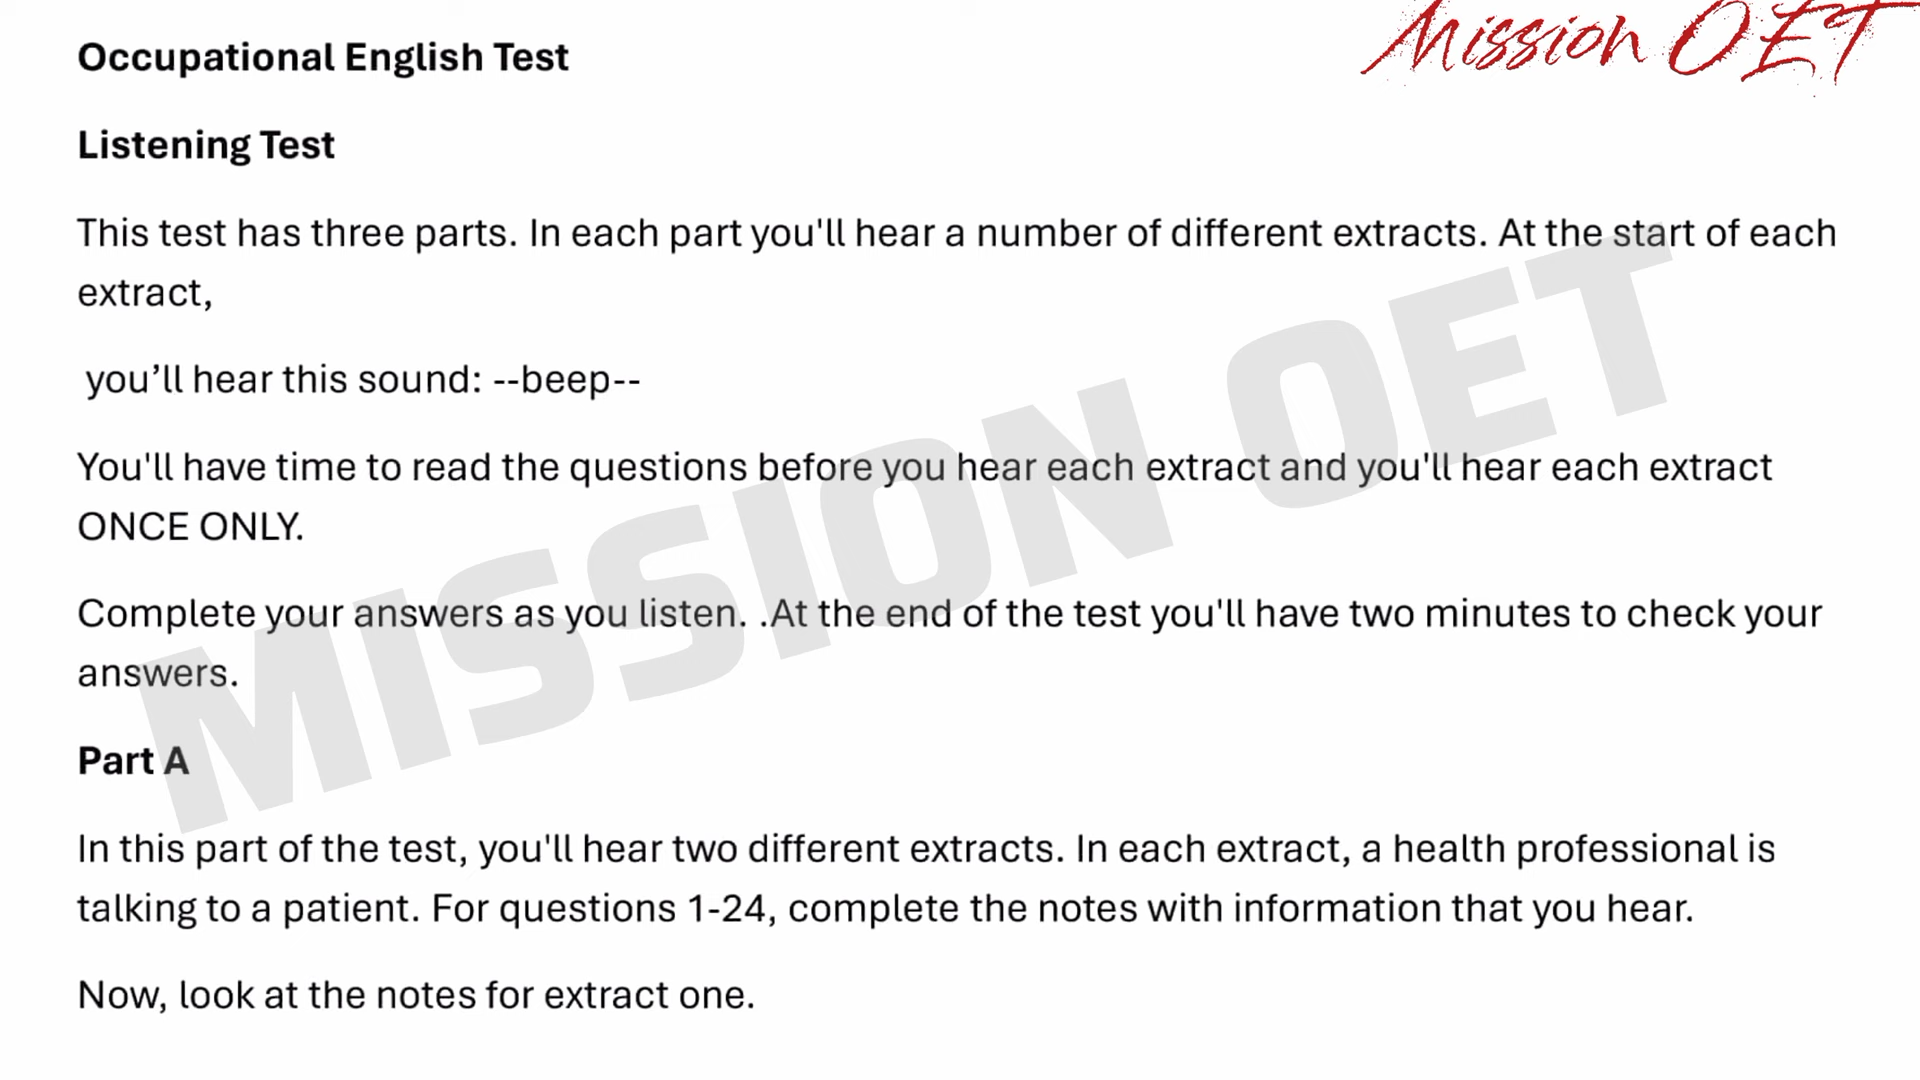 Mission OET
Occupational English Test
Listening Test
This test has three parts. In each part you'll hear a number of different extracts. At the start of each
extract,
you’ll hear this sound: --beep--
You'll have time to read the questions before you hear each extract and you'll hear each extract
ONCE ONLY.
Complete your answers as you listen. .At the end of the test you'll have two minutes to check your
answers.
Part A
In this part of the test, you'll hear two different extracts. In each extract, a health professional is
talking to a patient. For questions 1-24, complete the notes with information that you hear.
Now, look at the notes for extract one.
MISSION OET